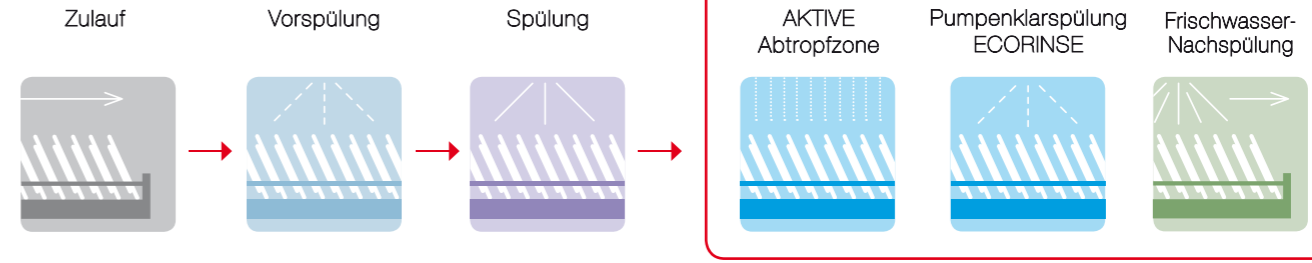 Zulauf
Vorspülung
Spülung
AKTIVE
Abtropfzone
Pumpenklarspülung
ECORINSE
Frischwasser-
Nachspülung